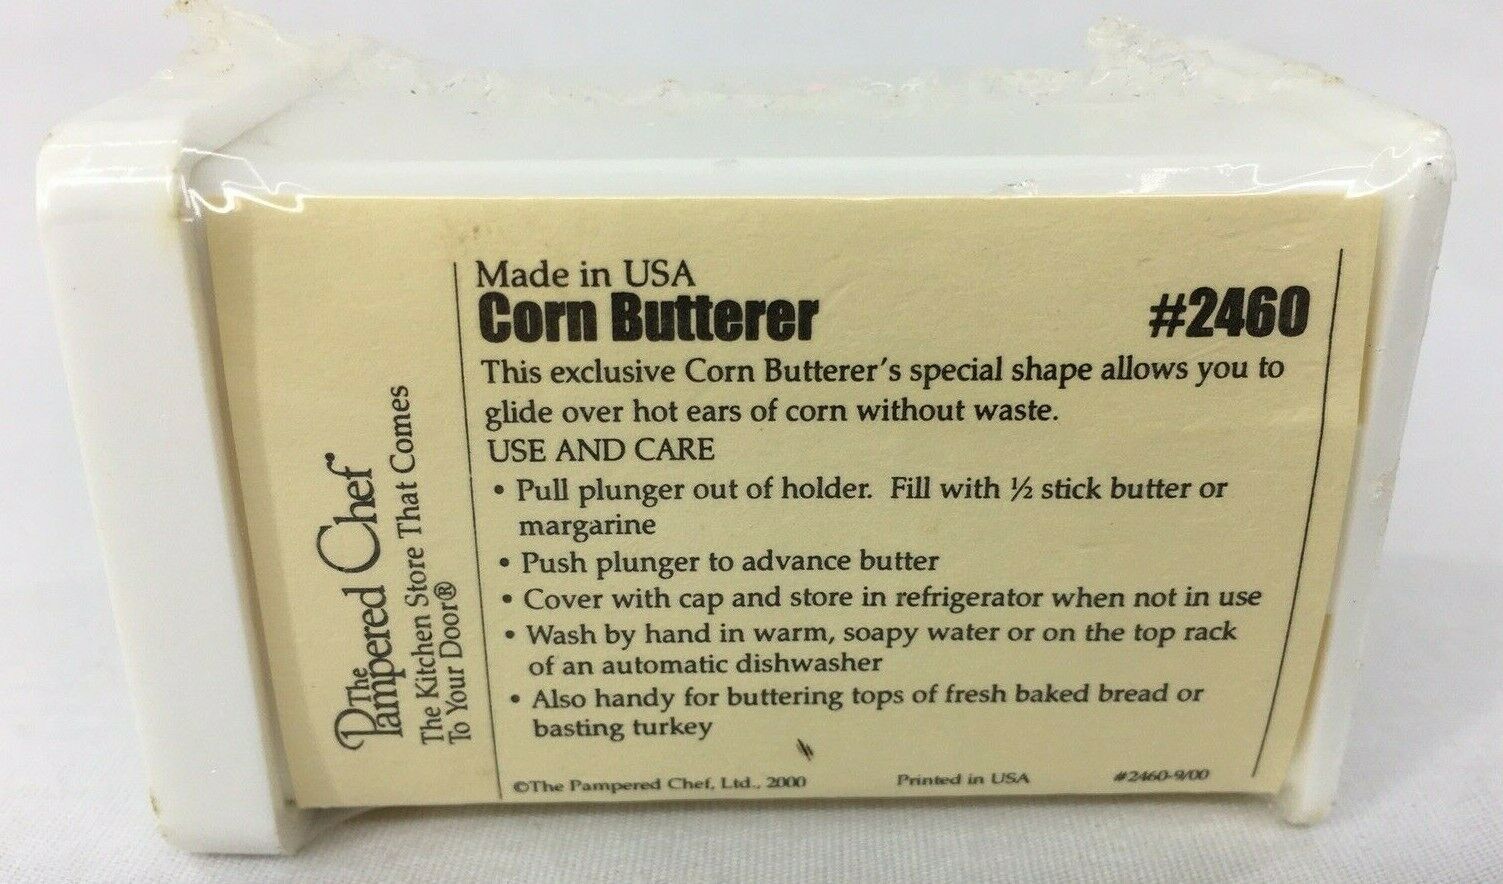 The
Pampered Chef®
The Kitchen Store That Comes
To Your Door®
Made in USA
Corn Butterer #2460
This exclusive Corn Butterer's special shape allows you to
glide over hot ears of corn without waste.
USE AND CARE
• Pull plunger out of holder. Fill with ½ stick butter or
margarine
• Push plunger to advance butter
• Cover with cap and store in refrigerator when not in use
• Wash by hand in warm, soapy water or on the top rack
of an automatic dishwasher
• Also handy for buttering tops of fresh baked bread or
basting turkey
©The Pampered Chef, Ltd., 2000 Printed in USA #2460-9/00